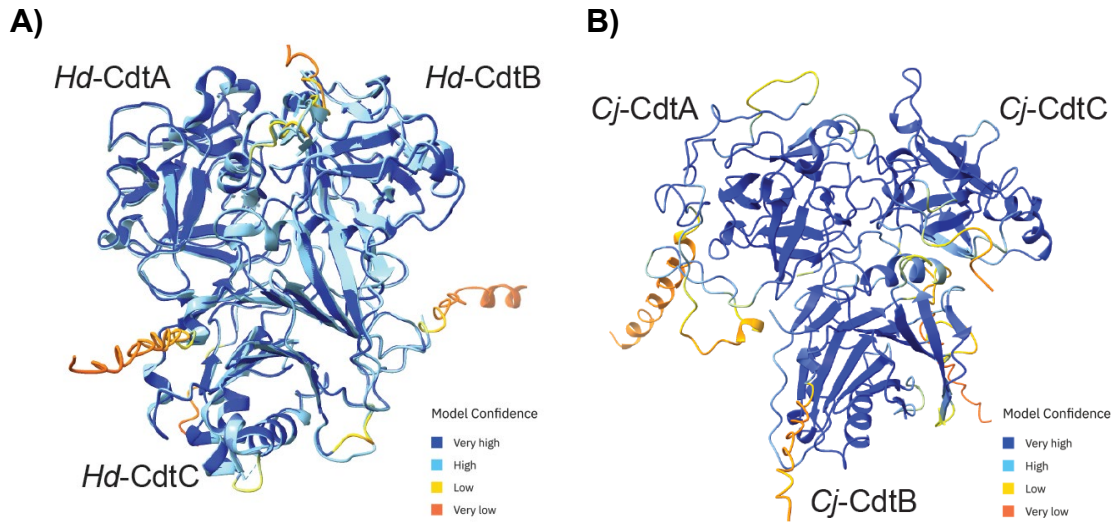 A)
Hd-CdtA
Hd-CdtB
Hd-CdtC
Model Confidence
Very high
High
Low
Very low
B)
Cj-CdtA
Cj-CdtC
Cj-CdtB
Model Confidence
Very high
High
Low
Very low